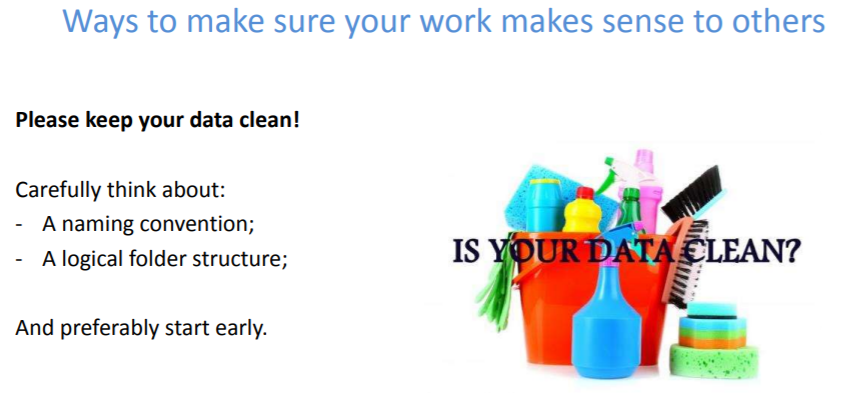 Ways to make sure your work makes sense to others
Please keep your data clean!
Carefully think about:
- A naming convention;
- A logical folder structure;
And preferably start early.
IS YOUR DATA CLEAN?